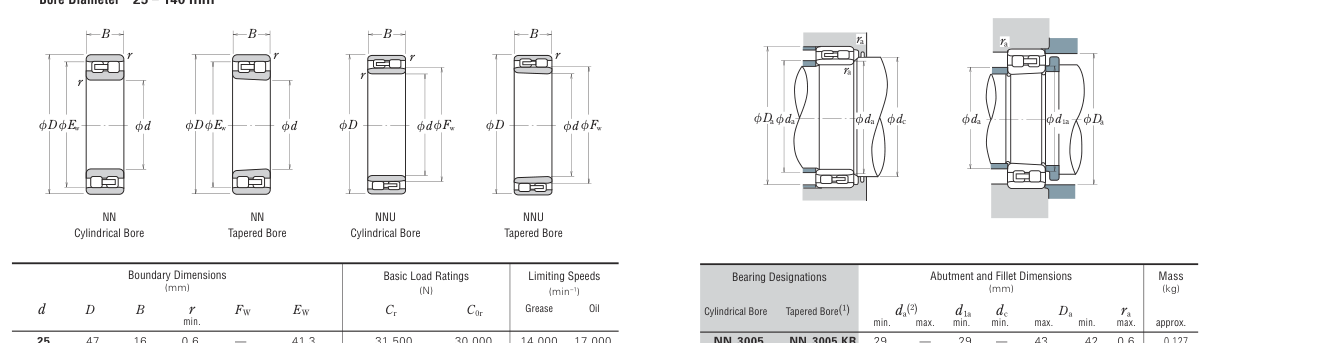 Bore Diameter 25 – 140 mm
B
r
r
ϕD
ϕEw
ϕd
NN
Cylindrical Bore
B
r
ϕD
ϕEw
ϕd
NN
Tapered Bore
B
r
r
ϕD
ϕd
ϕFw
NNU
Cylindrical Bore
B
r
ϕD
ϕd
ϕFw
NNU
Tapered Bore
ra
ra
ϕDa
ϕda
ϕda
ϕdc
ra
ϕda
ϕd1a
ϕDa
Boundary Dimensions
(mm)
Basic Load Ratings
(N)
Limiting Speeds
(min⁻¹)
d D B r min. FW EW Cr C0r Grease Oil
25 47 16 0.6 — 41.3 31 500 30 000 14 000 17 000
Bearing Designations
Abutment and Fillet Dimensions
(mm)
Mass
(kg)
Cylindrical Bore Tapered Bore(1) da(2) d1a dc Da ra
min. max. min. min. max. min. max. approx.
NN 3005 NN 3005 KR 29 — 29 — 43 42 0.6 0.127